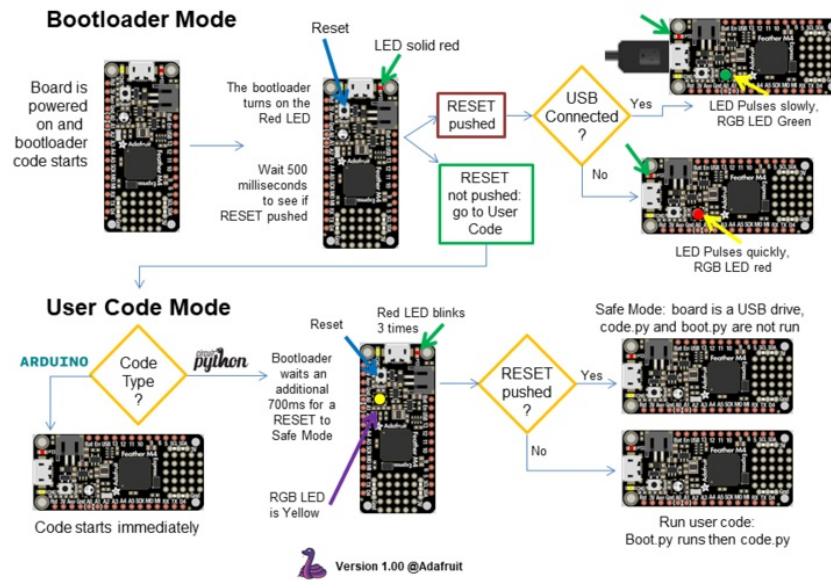 Bootloader Mode
Board is
powered
on and
bootloader
code starts
The bootloader
turns on the
Red LED
Wait 500
milliseconds
to see if
RESET pushed
Reset
LED solid red
RESET
pushed
RESET
not pushed:
go to User
Code
USB
Connected
?
Yes
LED Pulses slowly,
RGB LED Green
No
LED Pulses quickly,
RGB LED red
User Code Mode
ARDUINO
Code
Type
?
circuit
python
Code starts immediately
Bootloader
waits an
additional
700ms for a
RESET to
Safe Mode
Reset
Red LED blinks
3 times
RGB LED
is Yellow
RESET
pushed
?
Yes
Safe Mode: board is a USB drive,
code.py and boot.py are not run
No
Run user code:
Boot.py runs then code.py
Version 1.00 @Adafruit
Adafruit
Feather M4
Express